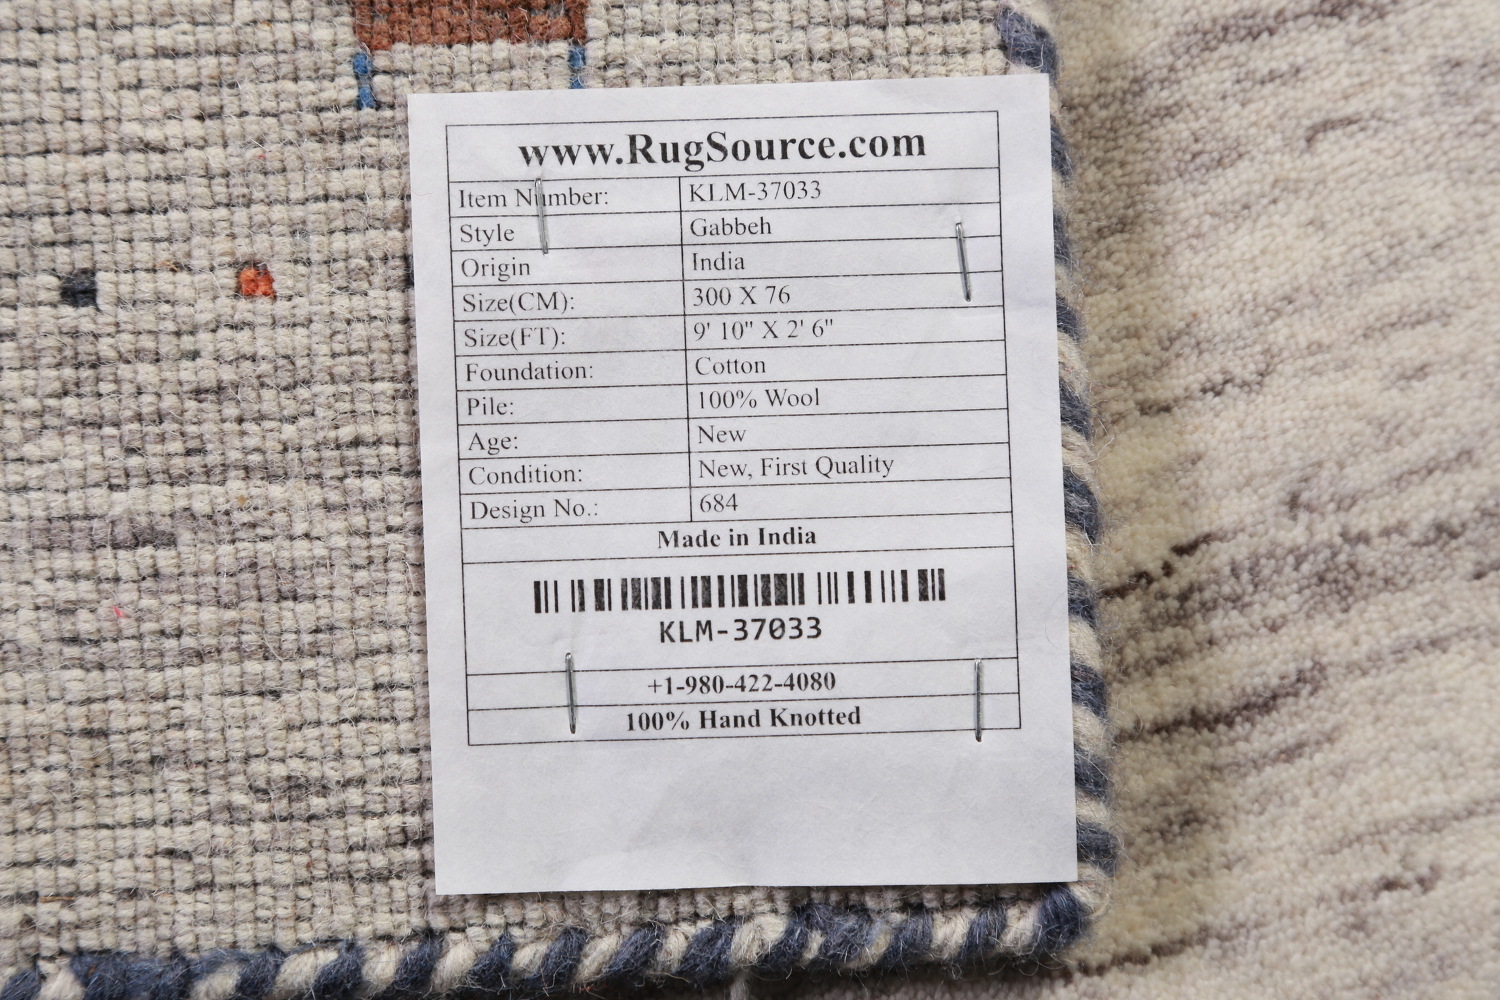 www.RugSource.com
Item Number: KLM-37033
Style Gabbeh
Origin India
Size(CM): 300 X 76
Size(FT): 9' 10" X 2' 6"
Foundation: Cotton
Pile: 100% Wool
Age: New
Condition: New, First Quality
Design No.: 684
Made in India
KLM-37033
+1-980-422-4080
100% Hand Knotted